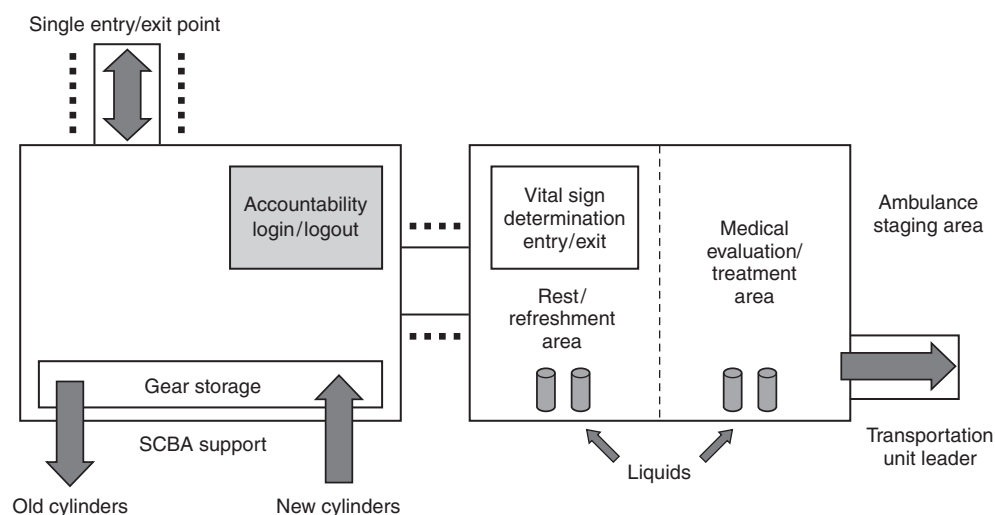 Single entry/exit point
Accountability
login/logout
Vital sign
determination
entry/exit
Medical
evaluation/
treatment
area
Ambulance
staging area
Rest/
refreshment
area
Gear storage
SCBA support
Transportation
unit leader
Liquids
Old cylinders
New cylinders